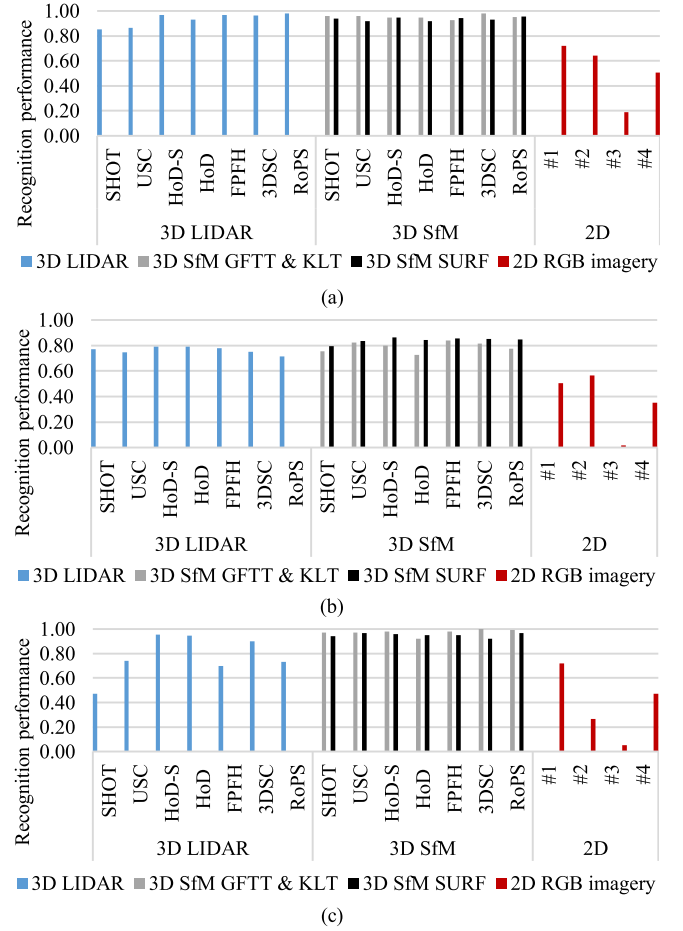 Recognition performance
1.00
0.80
0.60
0.40
0.20
0.00
SHOT
USC
HoD-S
HoD
FPFH
3DSC
RoPS
SHOT
USC
HoD-S
HoD
FPFH
3DSC
RoPS
#1
#2
#3
#4
3D LIDAR
3D SfM
2D
3D LIDAR 3D SfM GFTT & KLT 3D SfM SURF 2D RGB imagery
(a)
Recognition performance
1.00
0.80
0.60
0.40
0.20
0.00
SHOT
USC
HoD-S
HoD
FPFH
3DSC
RoPS
SHOT
USC
HoD-S
HoD
FPFH
3DSC
RoPS
#1
#2
#3
#4
3D LIDAR
3D SfM
2D
3D LIDAR 3D SfM GFTT & KLT 3D SfM SURF 2D RGB imagery
(b)
Recognition performance
1.00
0.80
0.60
0.40
0.20
0.00
SHOT
USC
HoD-S
HoD
FPFH
3DSC
RoPS
SHOT
USC
HoD-S
HoD
FPFH
3DSC
RoPS
#1
#2
#3
#4
3D LIDAR
3D SfM
2D
3D LIDAR 3D SfM GFTT & KLT 3D SfM SURF 2D RGB imagery
(c)